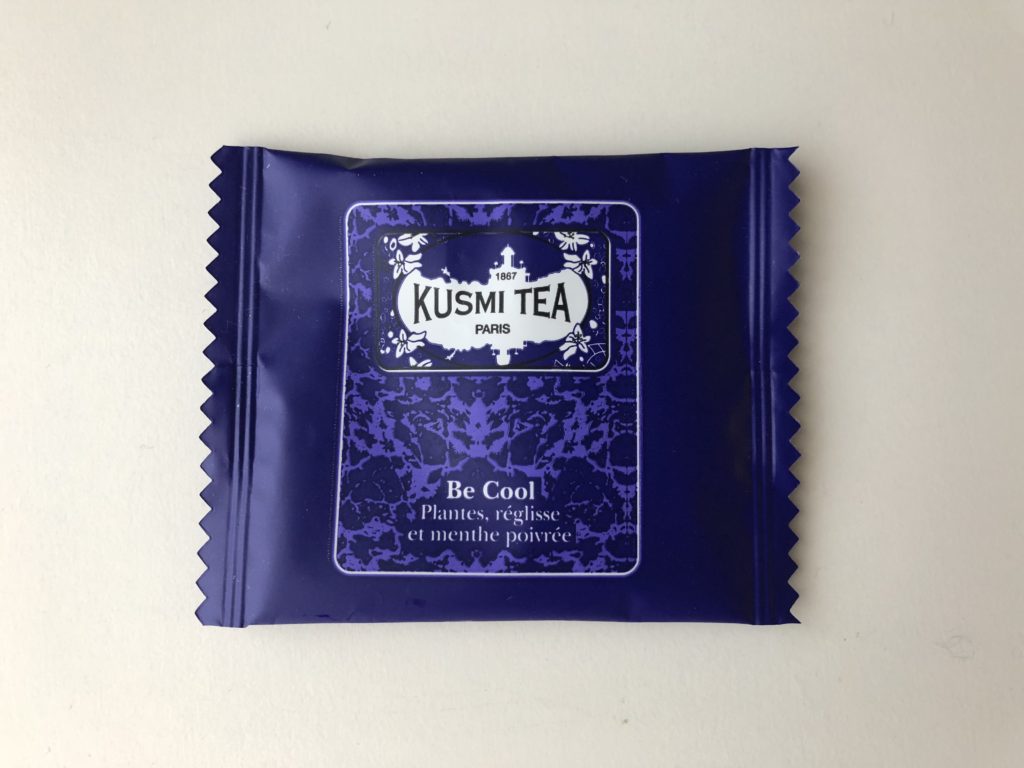 1867
KUSMI TEA
PARIS
Be Cool
Plantes, réglisse
et menthe poivrée